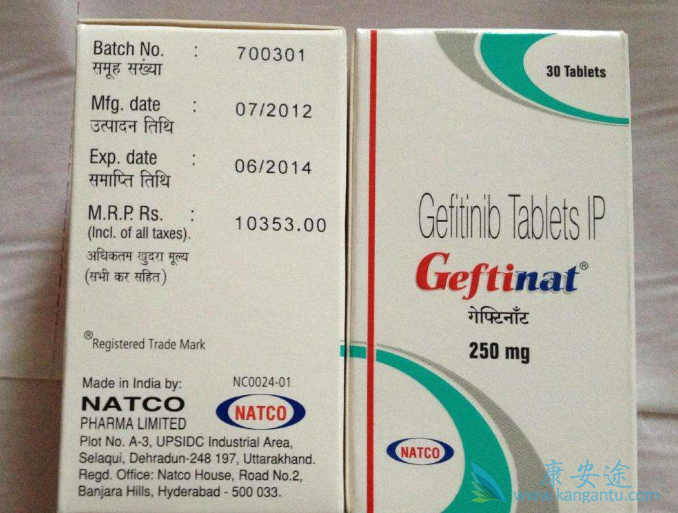 Batch No. : 700301
समूह सख्या
Mfg. date : 07/2012
उत्पादन तिथि
Exp. date : 06/2014
समाप्ति तिथि
M.R.P. Rs. : 10353.00
(Incl. of all taxes).
अधिकतम खुदरा मूल्य
(सभी कर सहित)
®Registered Trade Mark
Made in India by: NC0024-01
NATCO NATCO
PHARMA LIMITED
Plot No. A-3, UPSIDC Industrial Area,
Selaqui, Dehradun-248 197, Uttarakhand.
Regd. Office: Natco House, Road No.2,
Banjara Hills, Hyderabad - 500 033.
30 Tablets
Gefitinib Tablets IP
Geftinat®
गेफ्टिनॉट
250 mg
NATCO
康安途
www.kangantu.com